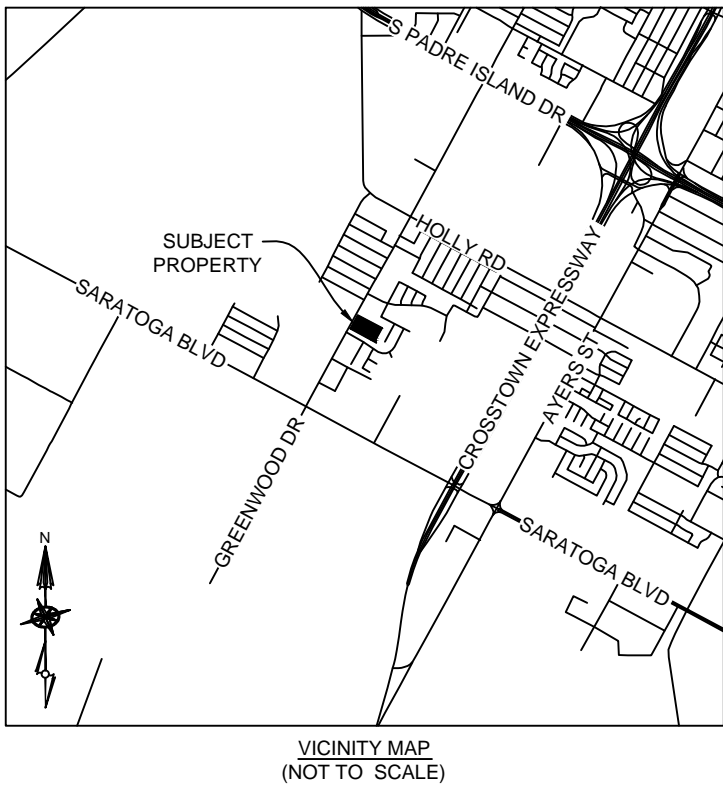 S PADRE ISLAND DR
HOLLY RD
SUBJECT
PROPERTY
SARATOGA BLVD
CROSSTOWN EXPRESSWAY
AYERS ST
GREENWOOD DR
SARATOGA BLVD
N
VICINITY MAP
(NOT TO SCALE)